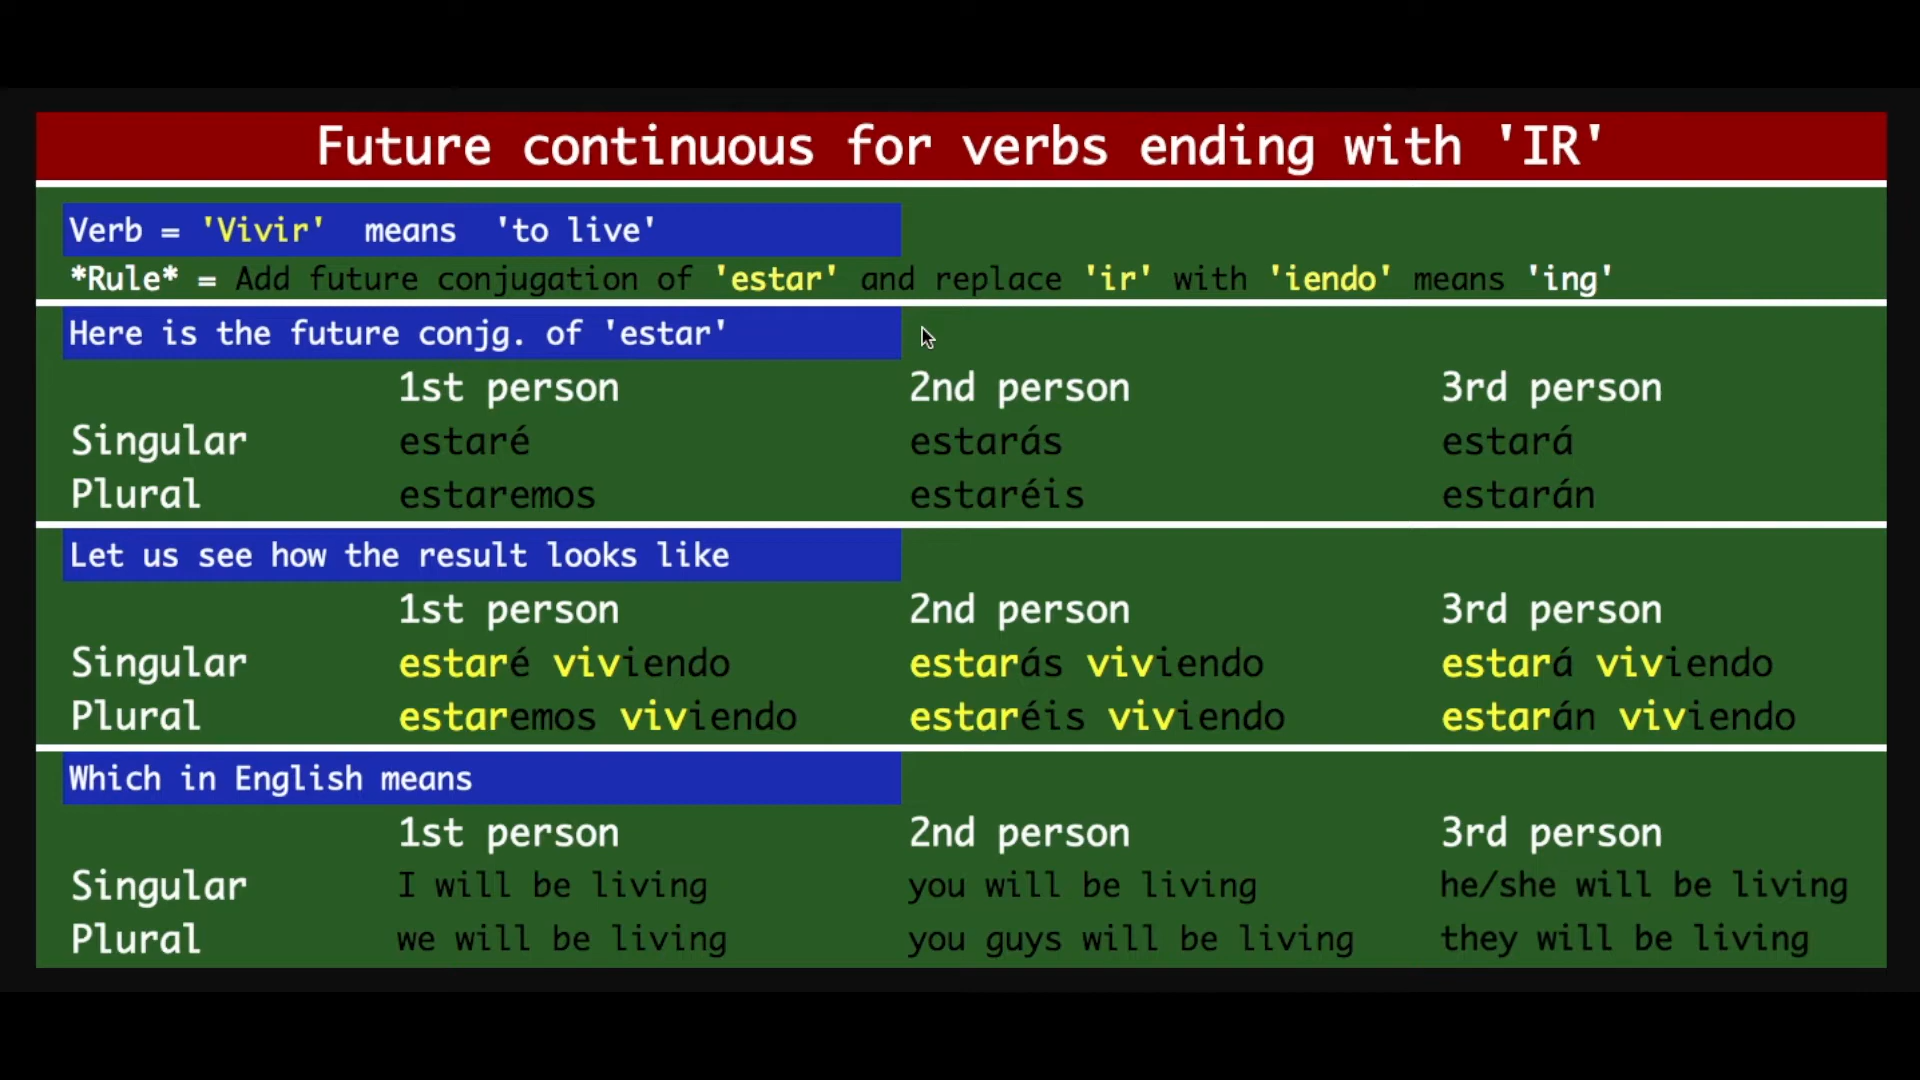 Future continuous for verbs ending with 'IR'
Verb = 'Vivir' means 'to live'
*Rule* = Add future conjugation of 'estar' and replace 'ir' with 'iendo' means 'ing'
Here is the future conjg. of 'estar'
1st person 2nd person 3rd person
Singular estaré estarás estará
Plural estaremos estaréis estarán
Let us see how the result looks like
1st person 2nd person 3rd person
Singular estaré viviendo estarás viviendo estará viviendo
Plural estaremos viviendo estaréis viviendo estarán viviendo
Which in English means
1st person 2nd person 3rd person
Singular I will be living you will be living he/she will be living
Plural we will be living you guys will be living they will be living